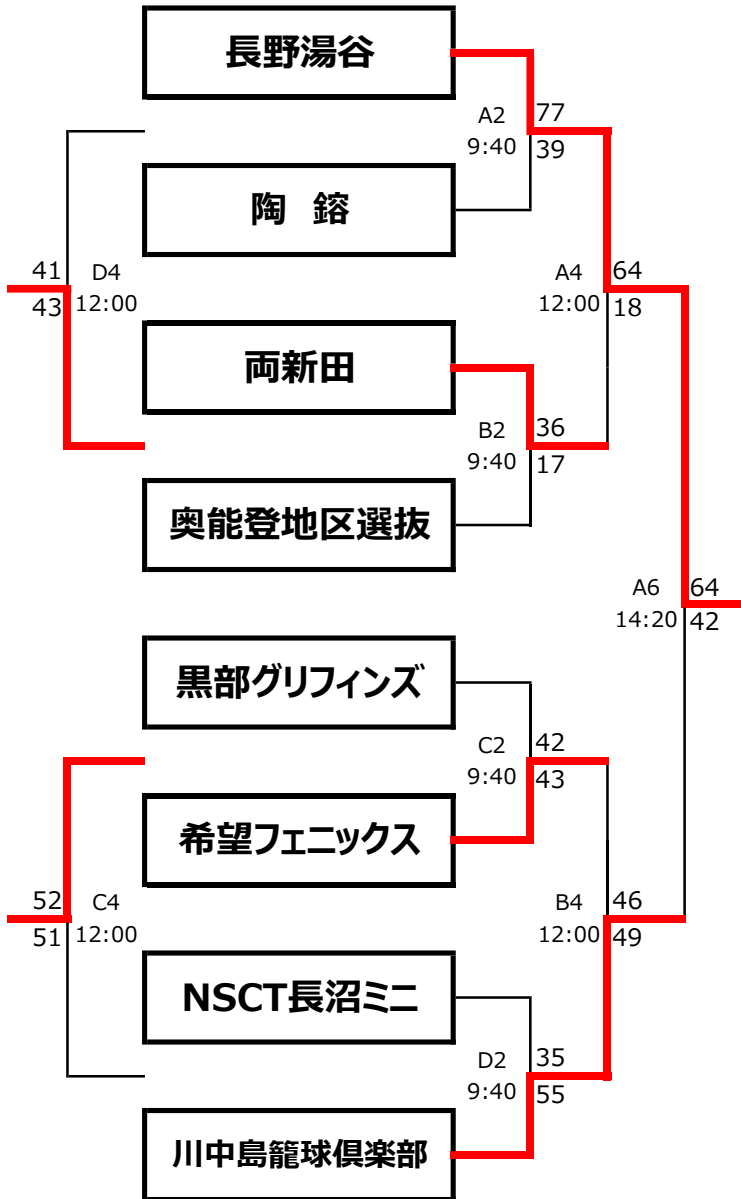 長野湯谷
A2
77
9:40
39
陶 鎔
41
D4
A4
64
43
12:00
12:00
18
両新田
B2
36
9:40
17
奥能登地区選抜
A6
64
14:20
42
黒部グリフィンズ
C2
42
9:40
43
希望フェニックス
52
C4
B4
46
51
12:00
12:00
49
NSCT長沼ミニ
D2
35
9:40
55
川中島籠球倶楽部